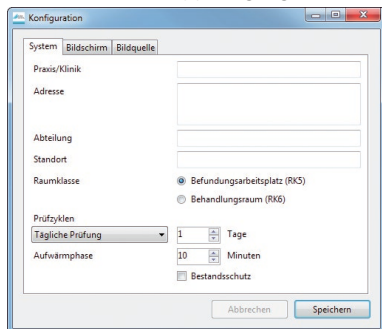 Konfiguration
System Bildschirm Bildquelle
Praxis/Klinik
Adresse
Abteilung
Standort
Raumklasse Befundungsarbeitsplatz (RK5)
Behandlungsraum (RK6)
Prüfzyklen
Tägliche Prüfung 1 Tage
Aufwärmphase 10 Minuten
Bestandsschutz
Abbrechen Speichern